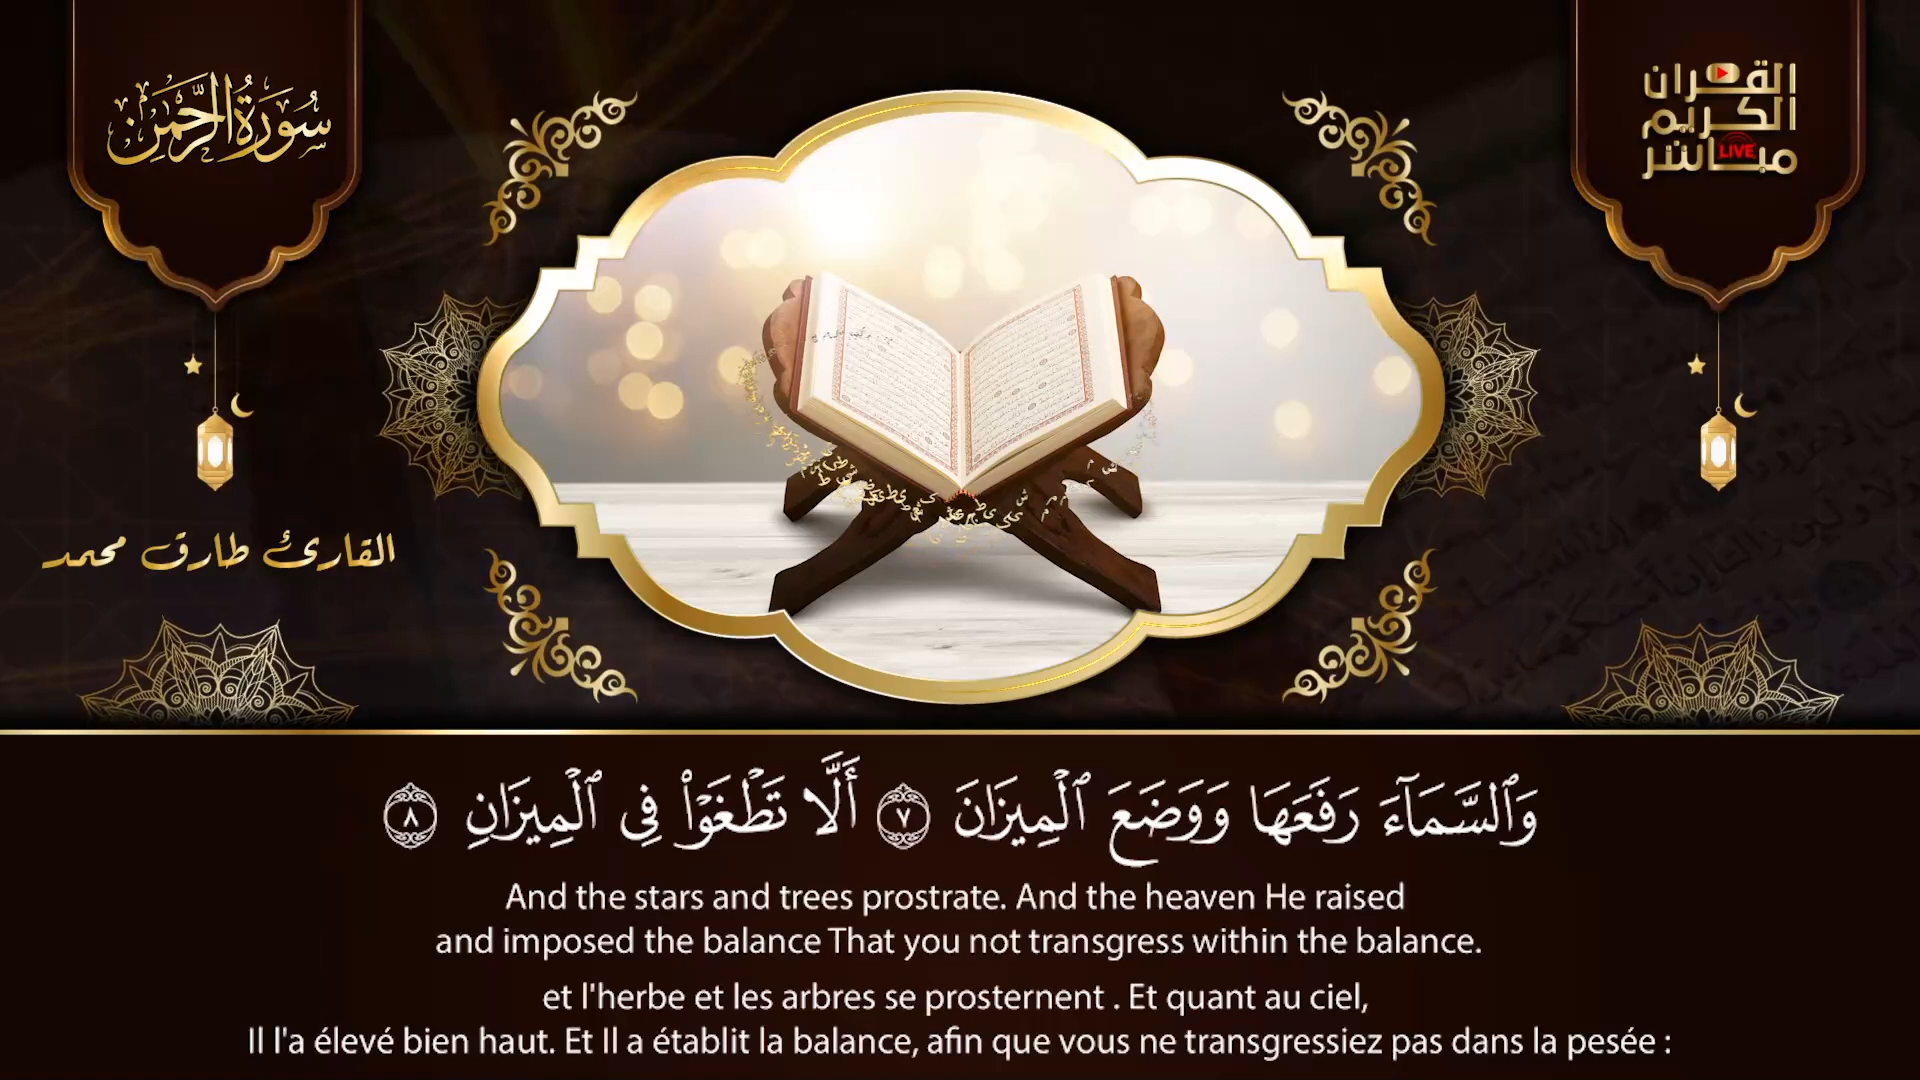 سُورَةُ الرَّحْمَٰن
القران
الكريم
مباشر
LIVE
القارئ طارق محمد
وَٱلسَّمَآءَ رَفَعَهَا وَوَضَعَ ٱلْمِيزَانَ ٧ أَلَّا تَطْغَوْا۟ فِى ٱلْمِيزَانِ ٨
And the stars and trees prostrate. And the heaven He raised
and imposed the balance That you not transgress within the balance.
et l'herbe et les arbres se prosternent . Et quant au ciel,
Il l'a élevé bien haut. Et Il a établit la balance, afin que vous ne transgressiez pas dans la pesée :